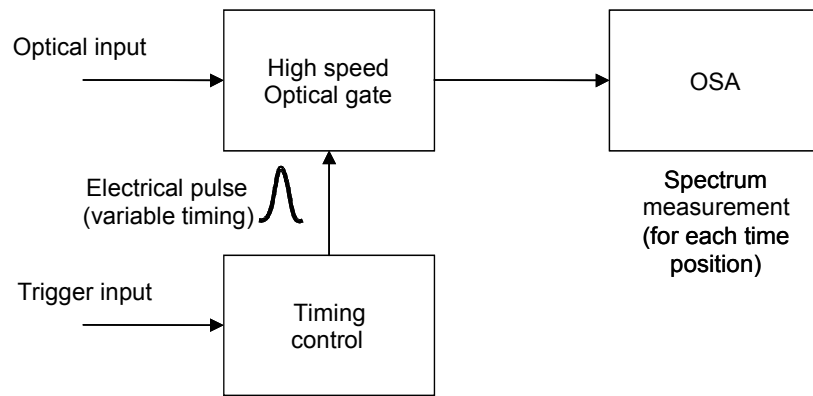 Optical input
High speed
Optical gate
OSA
Electrical pulse
(variable timing)
Spectrum
measurement
(for each time
position)
Trigger input
Timing
control